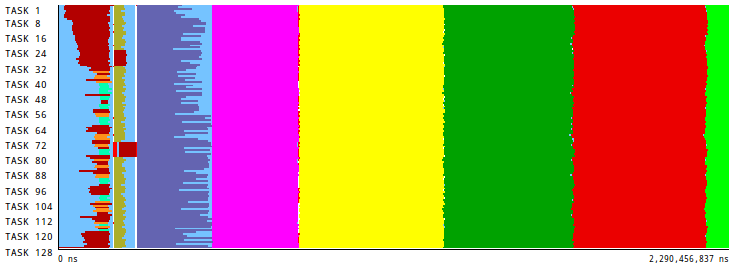 TASK 1
TASK 8
TASK 16
TASK 24
TASK 32
TASK 40
TASK 48
TASK 56
TASK 64
TASK 72
TASK 80
TASK 88
TASK 96
TASK 104
TASK 112
TASK 120
TASK 128
0 ns 2,290,456,837 ns